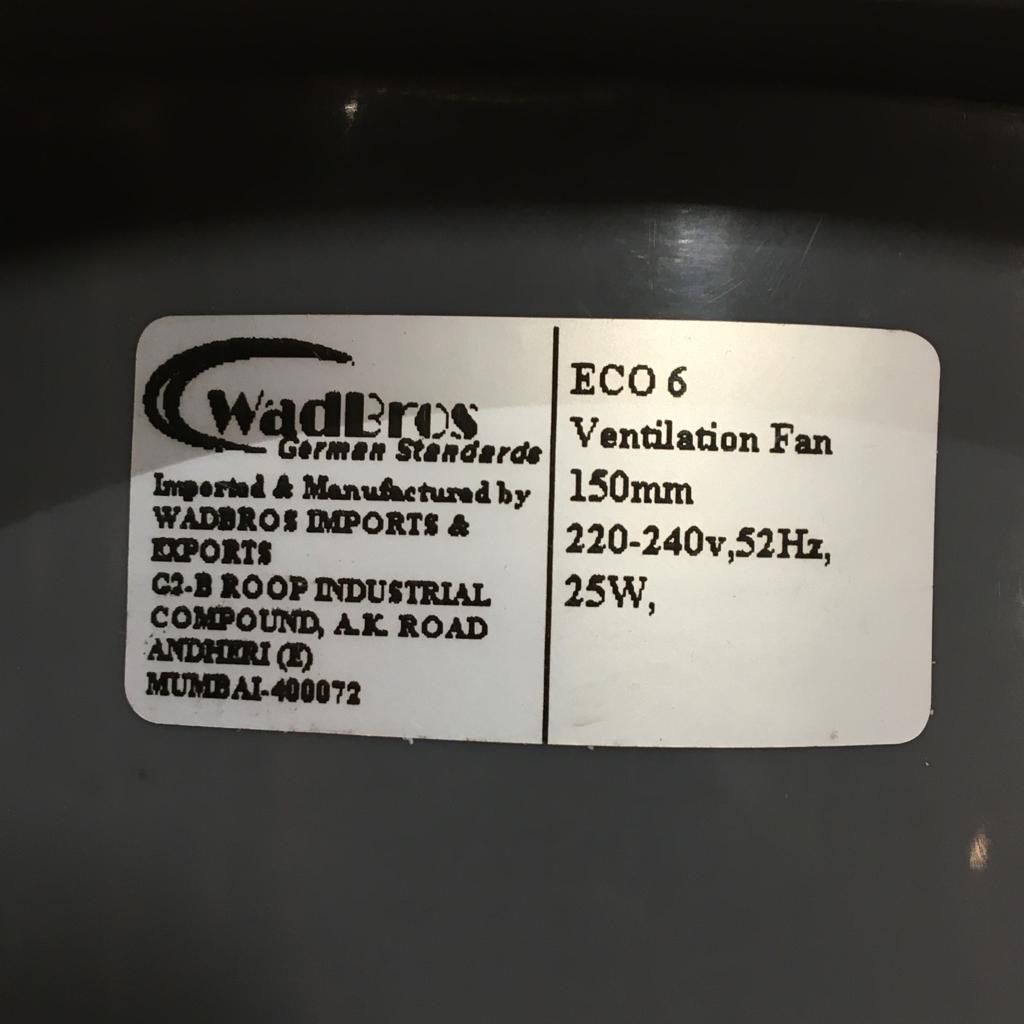 WadBros
German Standards
Imported & Manufactured by
WADBROS IMPORTS &
EXPORTS
C2-B ROOP INDUSTRIAL
COMPOUND, A.K. ROAD
ANDHERI (E)
MUMBAI-400072
ECO 6
Ventilation Fan
150mm
220-240v,52Hz,
25W,